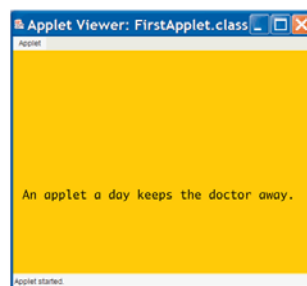 Applet Viewer: FirstApplet.class
Applet
An applet a day keeps the doctor away.
Applet started.